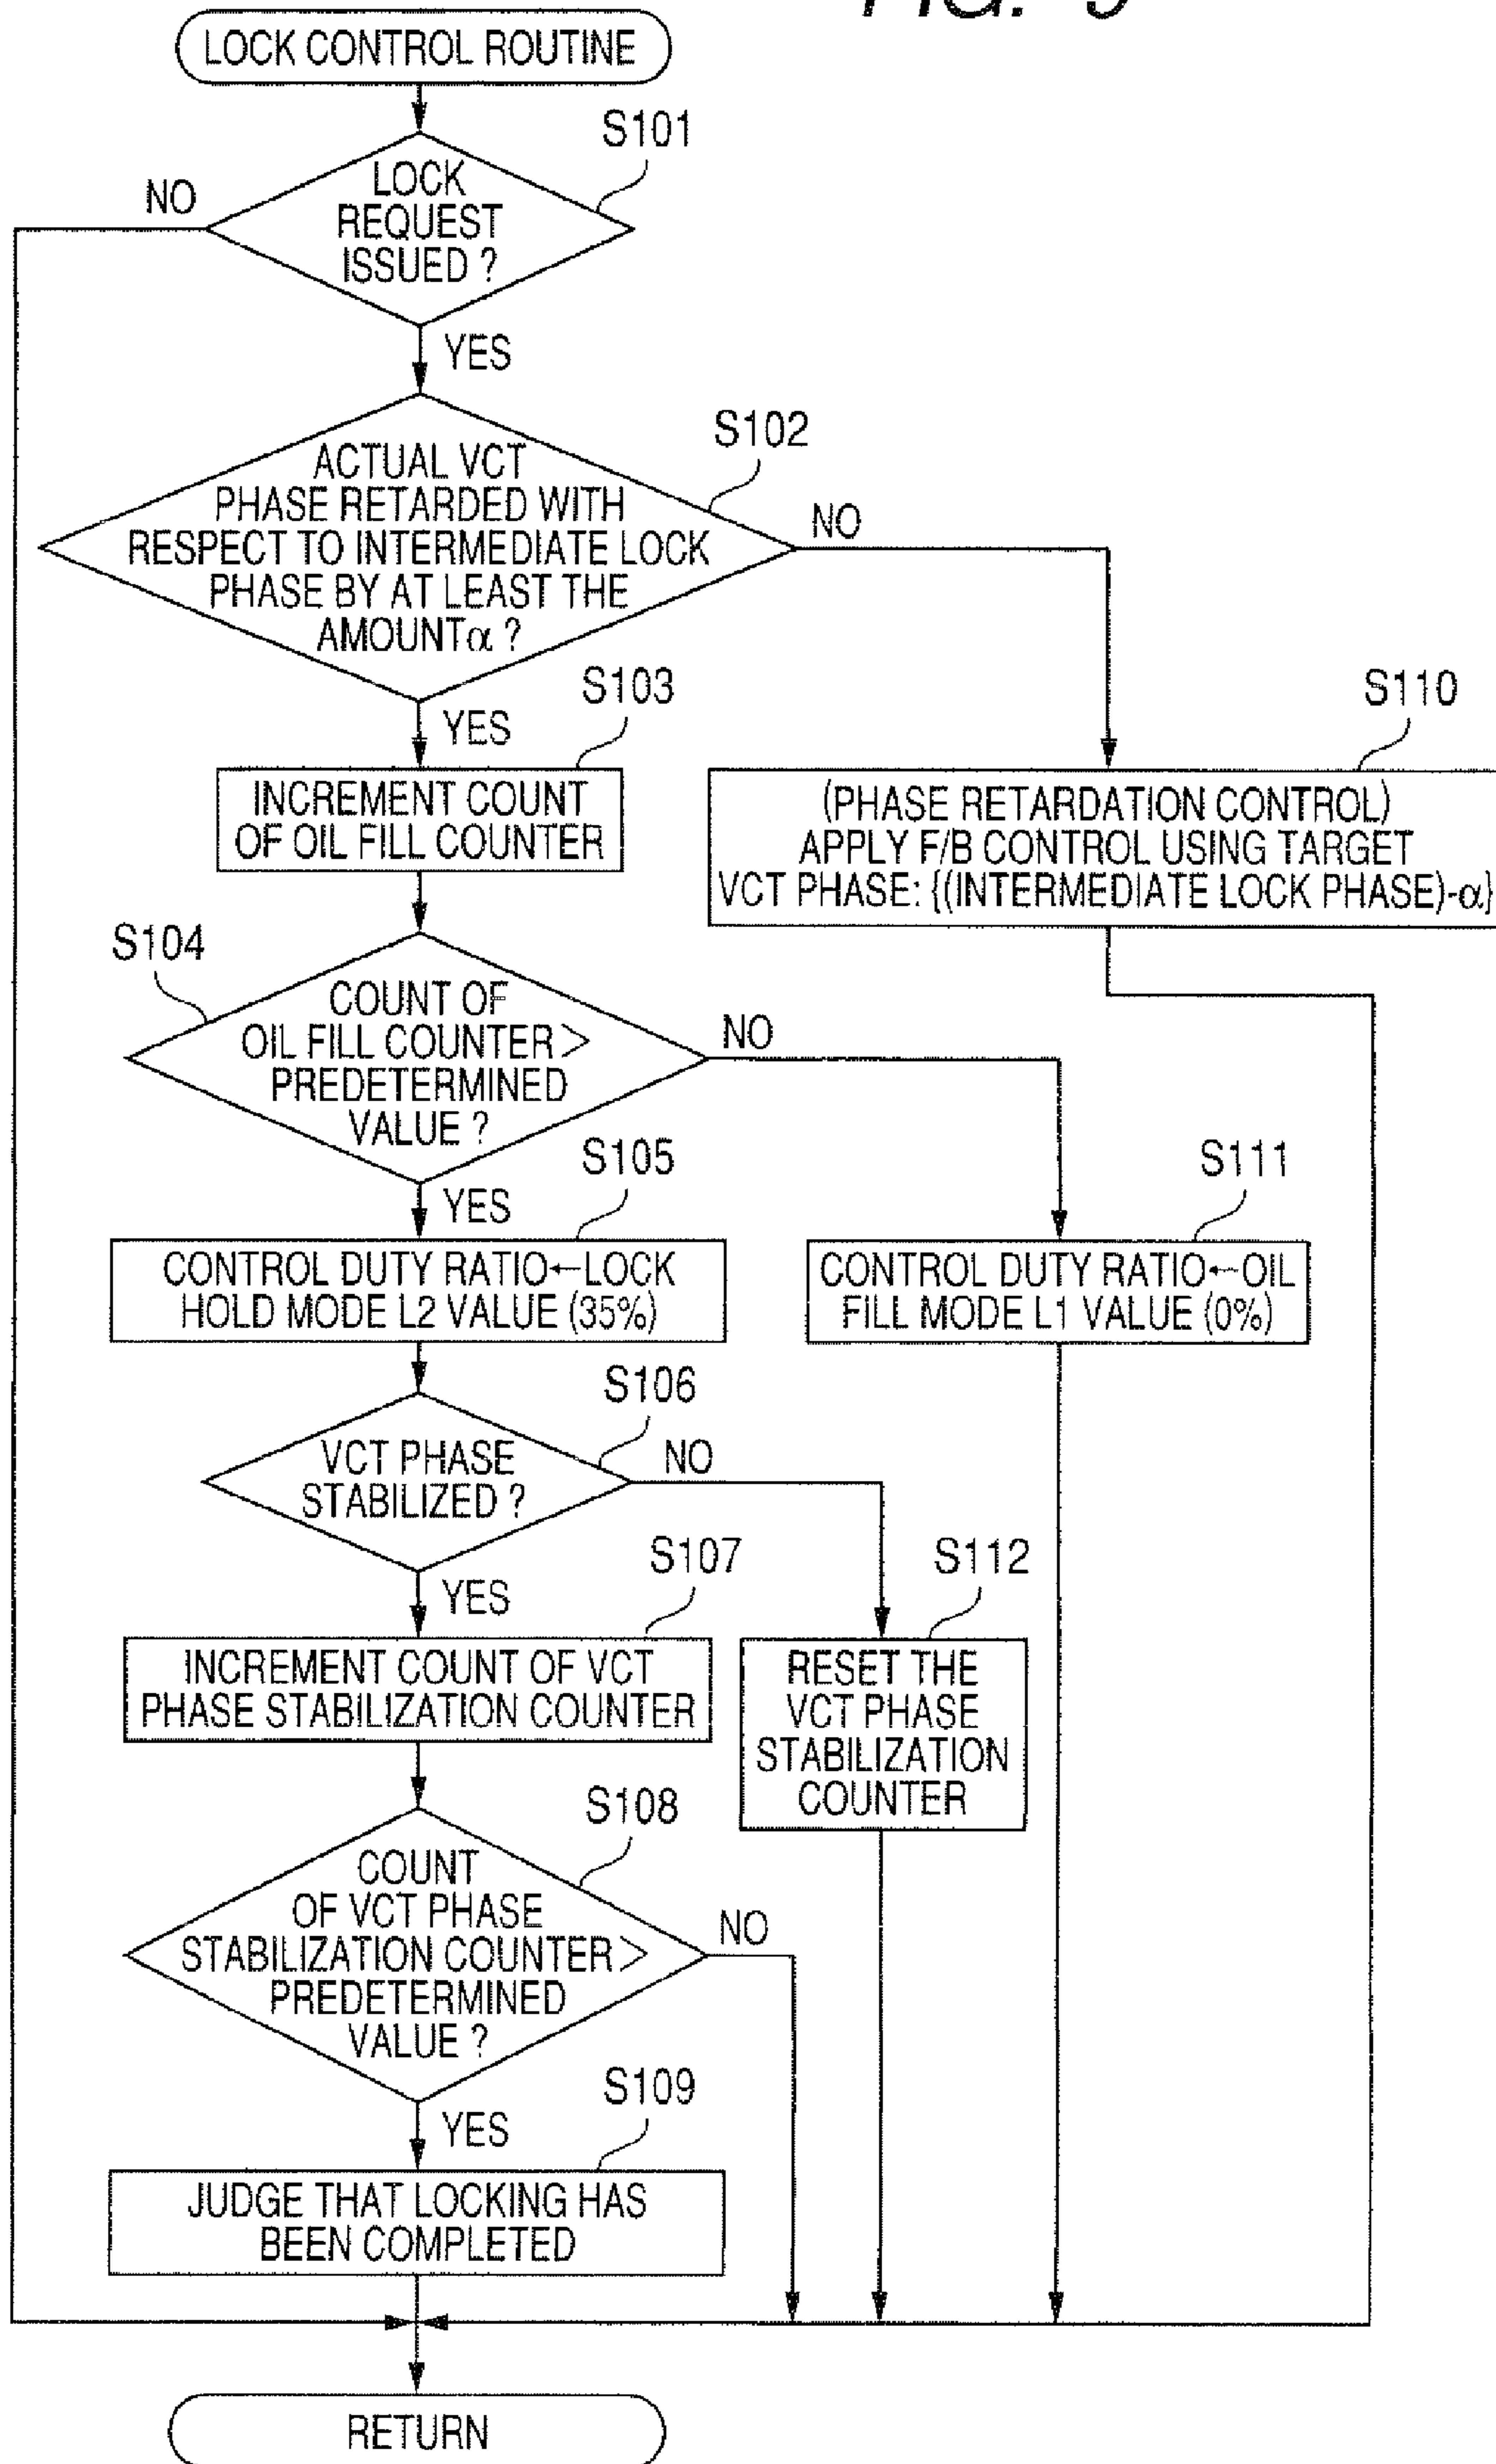 FIG. 9
LOCK CONTROL ROUTINE
S101
LOCK
REQUEST
ISSUED ?
NO
YES
S102
ACTUAL VCT
PHASE RETARDED WITH
RESPECT TO INTERMEDIATE LOCK
PHASE BY AT LEAST THE
AMOUNTα ?
NO
YES
S103
INCREMENT COUNT
OF OIL FILL COUNTER
S110
(PHASE RETARDATION CONTROL)
APPLY F/B CONTROL USING TARGET
VCT PHASE: {(INTERMEDIATE LOCK PHASE)-α}
S104
COUNT OF
OIL FILL COUNTER >
PREDETERMINED
VALUE ?
NO
YES
S105
CONTROL DUTY RATIO←LOCK
HOLD MODE L2 VALUE (35%)
S111
CONTROL DUTY RATIO←OIL
FILL MODE L1 VALUE (0%)
S106
VCT PHASE
STABILIZED ?
NO
YES
S107
INCREMENT COUNT OF VCT
PHASE STABILIZATION COUNTER
S112
RESET THE
VCT PHASE
STABILIZATION
COUNTER
S108
COUNT
OF VCT PHASE
STABILIZATION COUNTER >
PREDETERMINED
VALUE ?
NO
YES
S109
JUDGE THAT LOCKING HAS
BEEN COMPLETED
RETURN